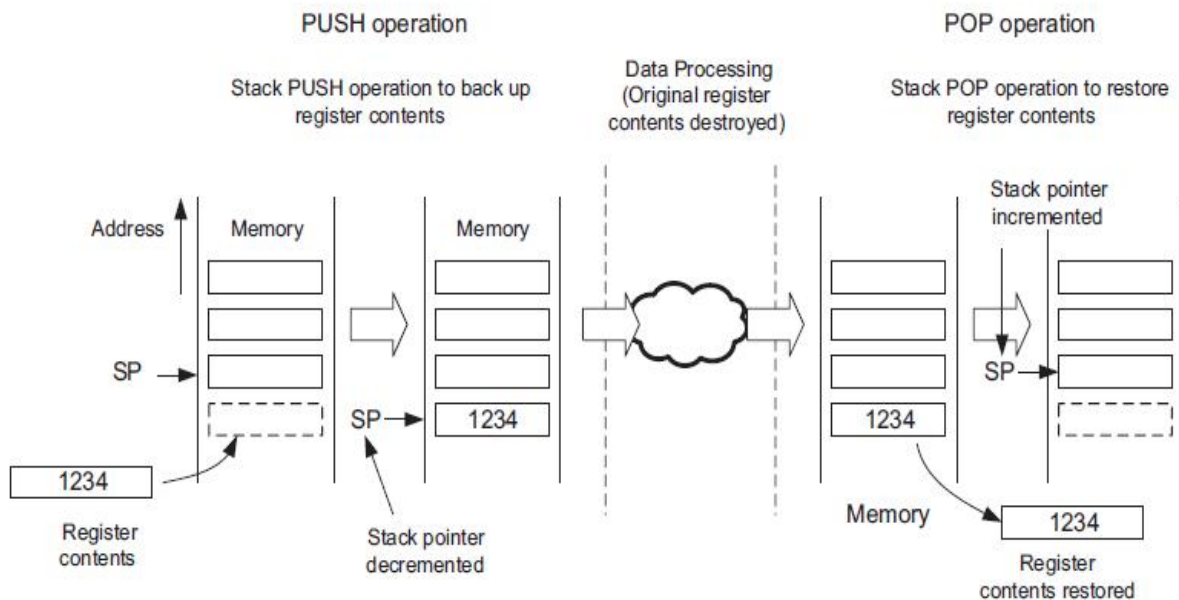 PUSH operation
POP operation
Stack PUSH operation to back up
register contents
Data Processing
(Original register
contents destroyed)
Stack POP operation to restore
register contents
Address
Memory
Memory
Stack pointer
incremented
SP
SP
1234
1234
SP
1234
Register
contents
Stack pointer
decremented
Memory
1234
Register
contents restored